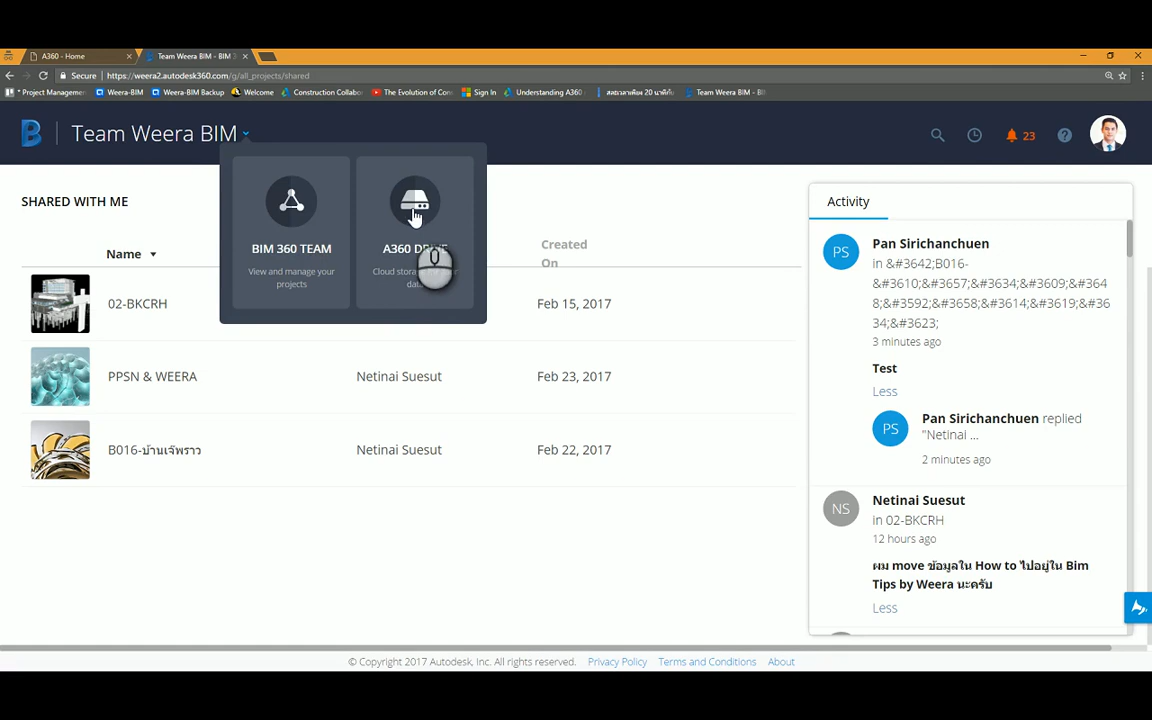 A360 - Home
Team Weera BIM - BIM 3
Secure
https://weera2.autodesk360.com/g/all_projects/shared
* Project Managemen
Weera-BIM
Weera-BIM Backup
Welcome
Construction Collabo
The Evolution of Con
Sign In
Understanding A360
Team Weera BIM - BI
Team Weera BIM
23
BIM 360 TEAM
View and manage your
projects
Cloud
SHARED WITH ME
Name
Created
On
02-BKCRH
Feb 15, 2017
PPSN & WEERA
Netinai Suesut
Feb 23, 2017
B016-บ้านเจ๊พราว
Netinai Suesut
Feb 22, 2017
Activity
PS
Pan Sirichanchuen
in &#3642;B016-
&#3610;&#3657;&#3634;&#3609;&#364
8;&#3592;&#3658;&#3614;&#3619;&#36
34;&#3623;
3 minutes ago
Test
Less
PS
Pan Sirichanchuen replied
"Netinai ...
2 minutes ago
NS
Netinai Suesut
in 02-BKCRH
12 hours ago
ผม move ข้อมูลใน How to ไปอยู่ใน Bim
Tips by Weera นะครับ
Less
© Copyright 2017 Autodesk, Inc. All rights reserved.
Privacy Policy
Terms and Conditions
About